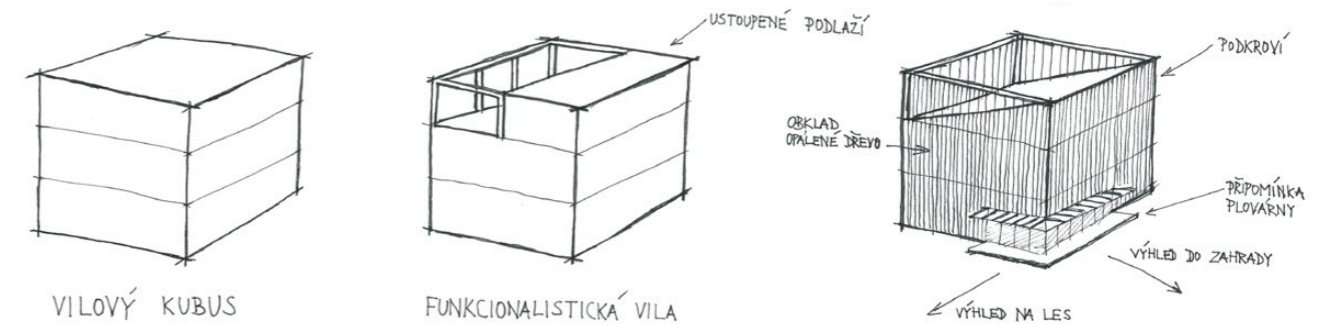 USTOUPENÉ PODLAŽÍ
PODKROVÍ
OBKLAD
OPÁLENÉ DŘEVO
PŘIPOMÍNKA
PLOVÁRNY
VÝHLED DO ZAHRADY
VÝHLED NA LES
VILOVÝ KUBUS
FUNKCIONALISTICKÁ VILA